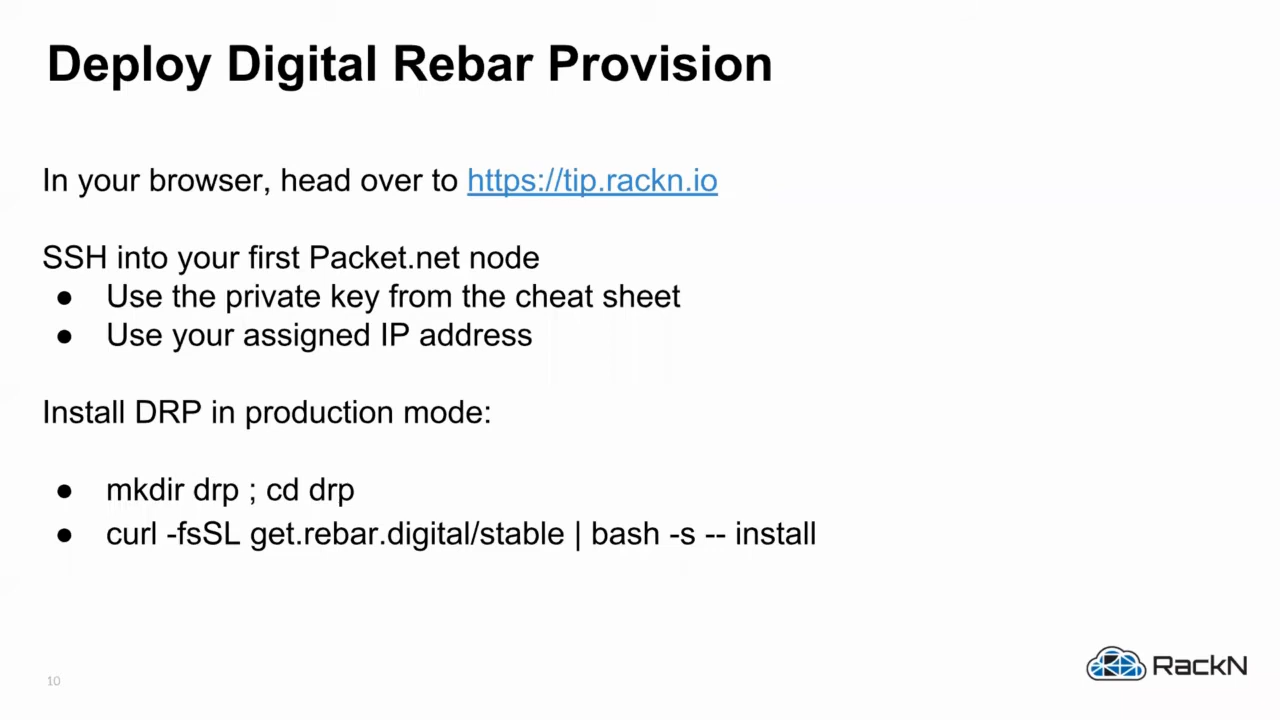 Deploy Digital Rebar Provision
In your browser, head over to https://tip.rackn.io
SSH into your first Packet.net node
● Use the private key from the cheat sheet
● Use your assigned IP address
Install DRP in production mode:
● mkdir drp ; cd drp
● curl -fsSL get.rebar.digital/stable | bash -s -- install
10
RackN